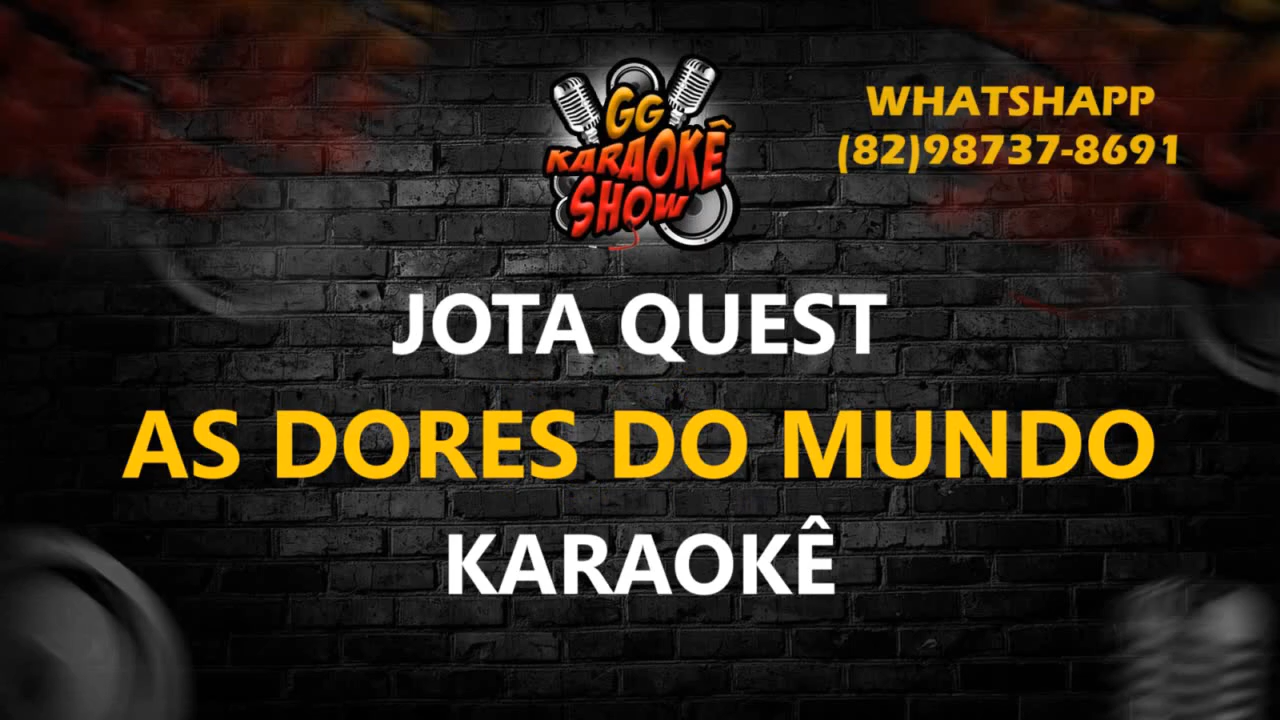 GG
KARAOKÊ
SHOW
WHATSHAPP
(82)98737-8691
JOTA QUEST
AS DORES DO MUNDO
KARAOKÊ